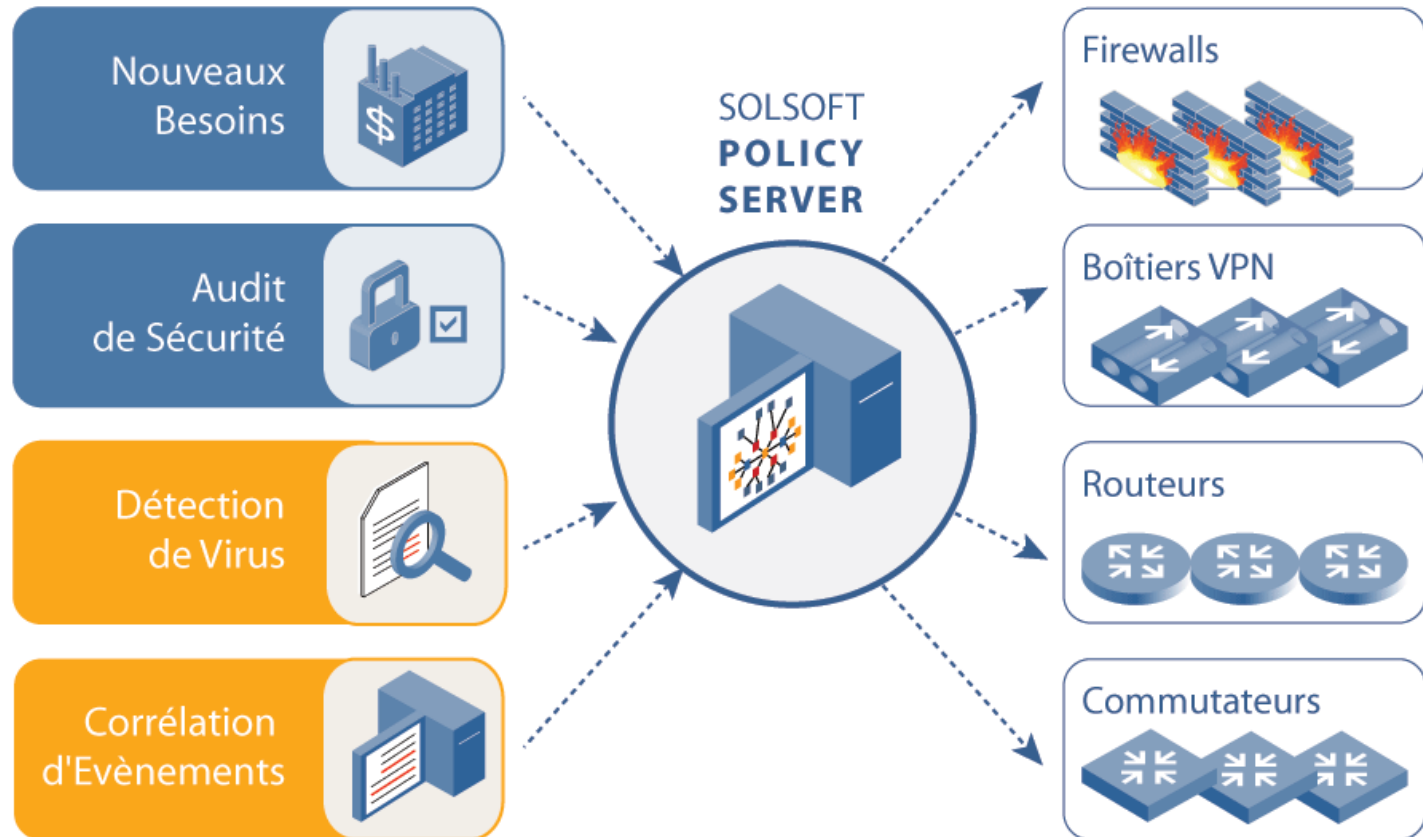 Nouveaux
Besoins
$
Audit
de Sécurité
Détection
de Virus
Corrélation
d'Evènements
SOLSOFT
POLICY
SERVER
Firewalls
Boîtiers VPN
Routeurs
Commutateurs